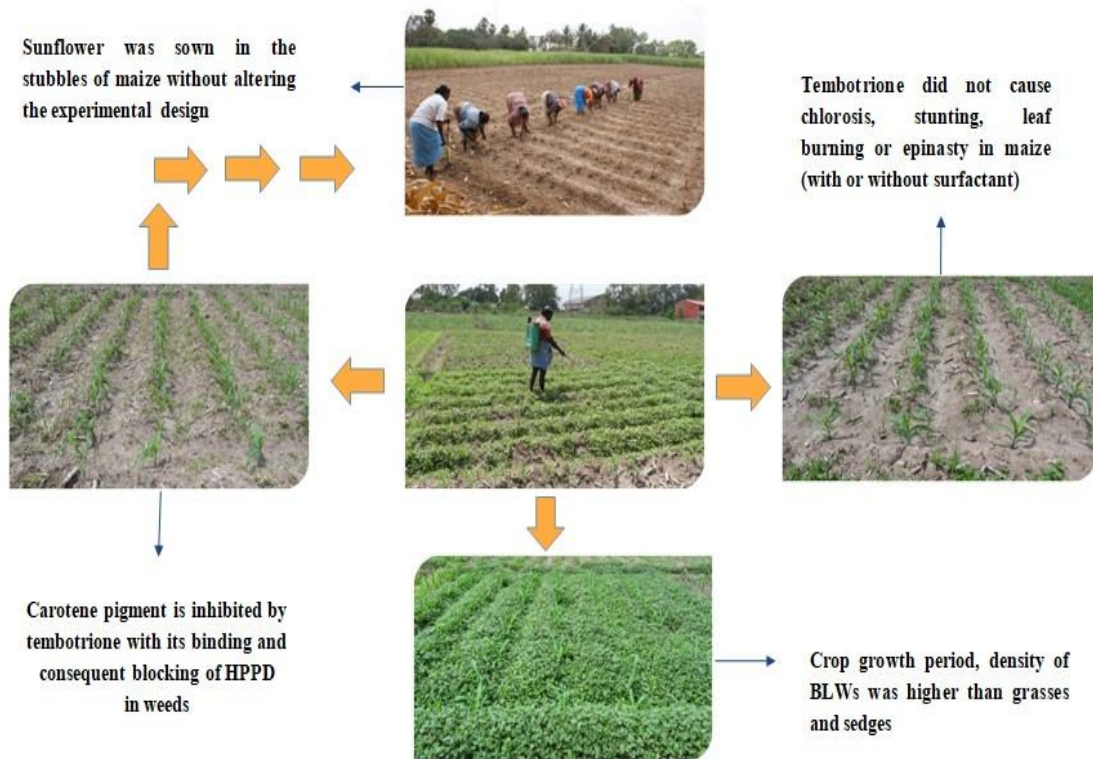 Sunflower was sown in the
stubbles of maize without altering
the experimental design
Tembotrione did not cause
chlorosis, stunting, leaf
burning or epinasty in maize
(with or without surfactant)
Carotene pigment is inhibited by
tembotrione with its binding and
consequent blocking of HPPD
in weeds
Crop growth period, density of
BLWs was higher than grasses
and sedges